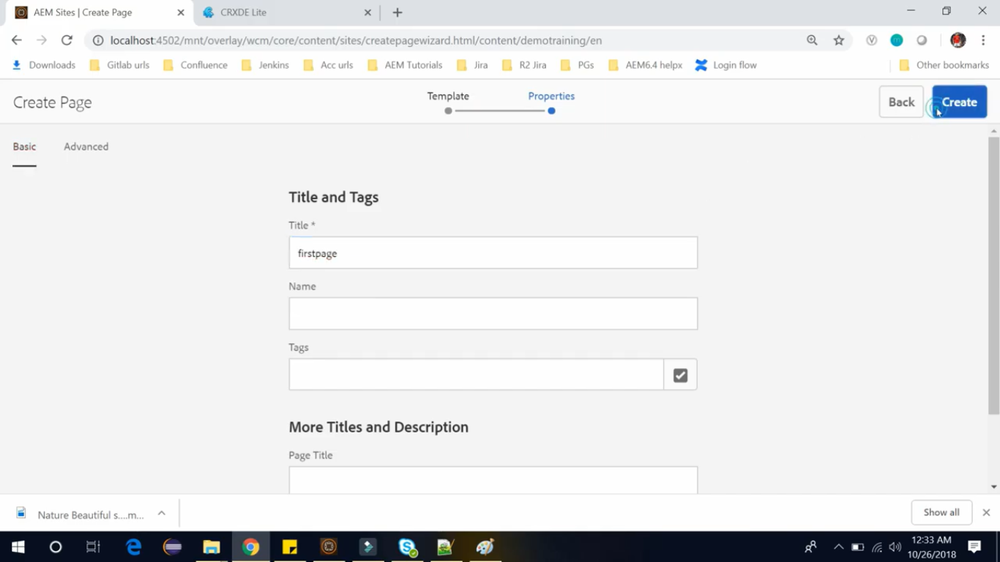 AEM Sites | Create Page
CRXDE Lite
localhost:4502/mnt/overlay/wcm/core/content/sites/createpagewizard.html/content/demotraining/en
Downloads
Gitlab urls
Confluence
Jenkins
Acc urls
AEM Tutorials
Jira
R2 Jira
PGs
AEM6.4 helpx
Login flow
Other bookmarks
Create Page
Template
Properties
Back
Create
Basic
Advanced
Title and Tags
Title *
firstpage
Name
Tags
More Titles and Description
Page Title
Nature Beautiful s....m...
Show all
12:33 AM
10/26/2018